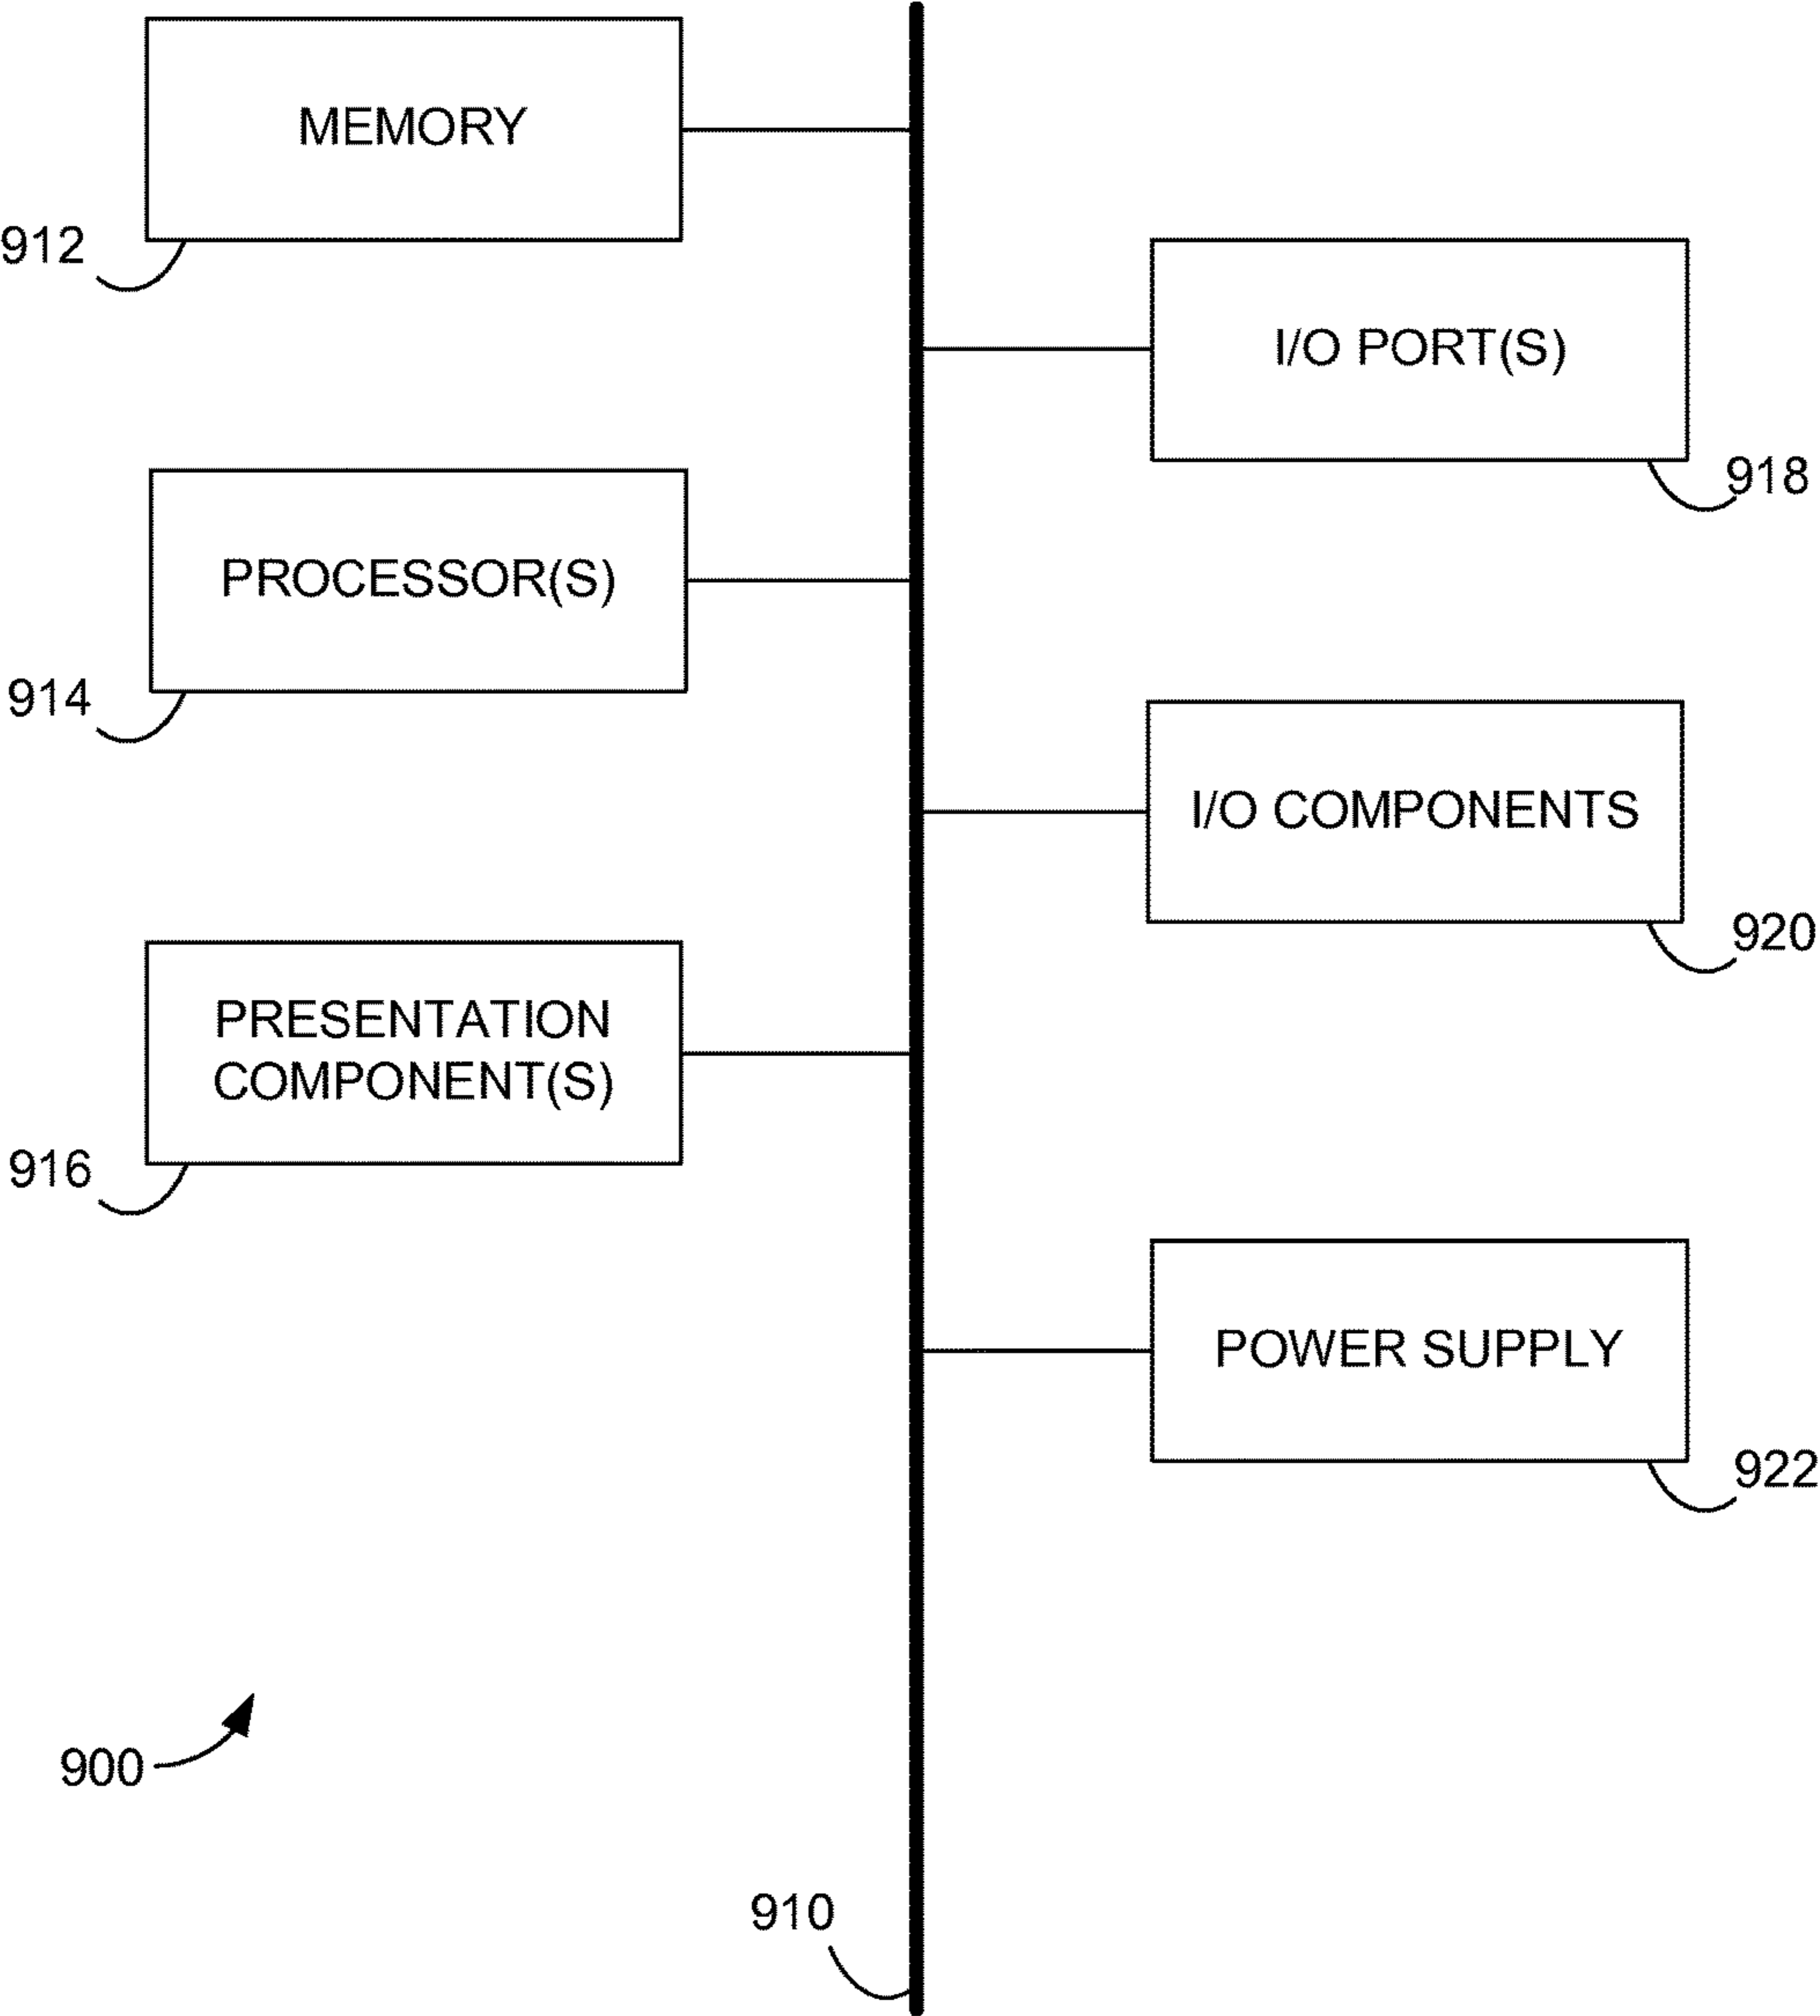 MEMORY
912
I/O PORT(S)
918
PROCESSOR(S)
914
I/O COMPONENTS
920
PRESENTATION
COMPONENT(S)
916
POWER SUPPLY
922
900
910